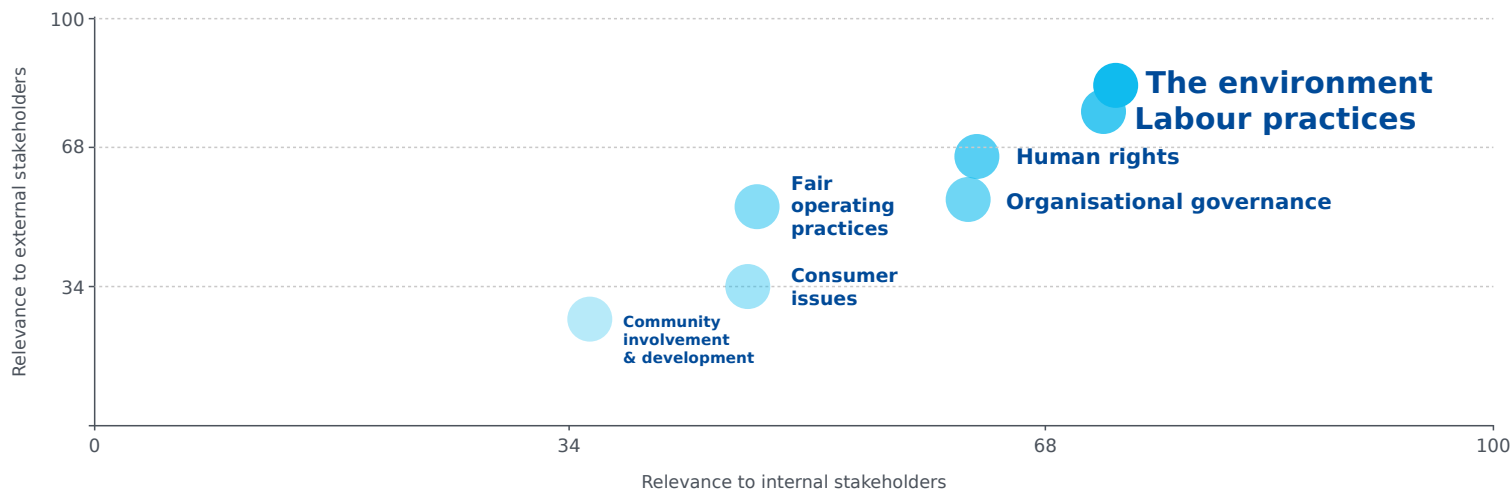 100
68
34
Relevance to external stakeholders
The environment
Labour practices
Human rights
Organisational governance
Fair
operating
practices
Consumer
issues
Community
involvement
& development
0
34
68
100
Relevance to internal stakeholders